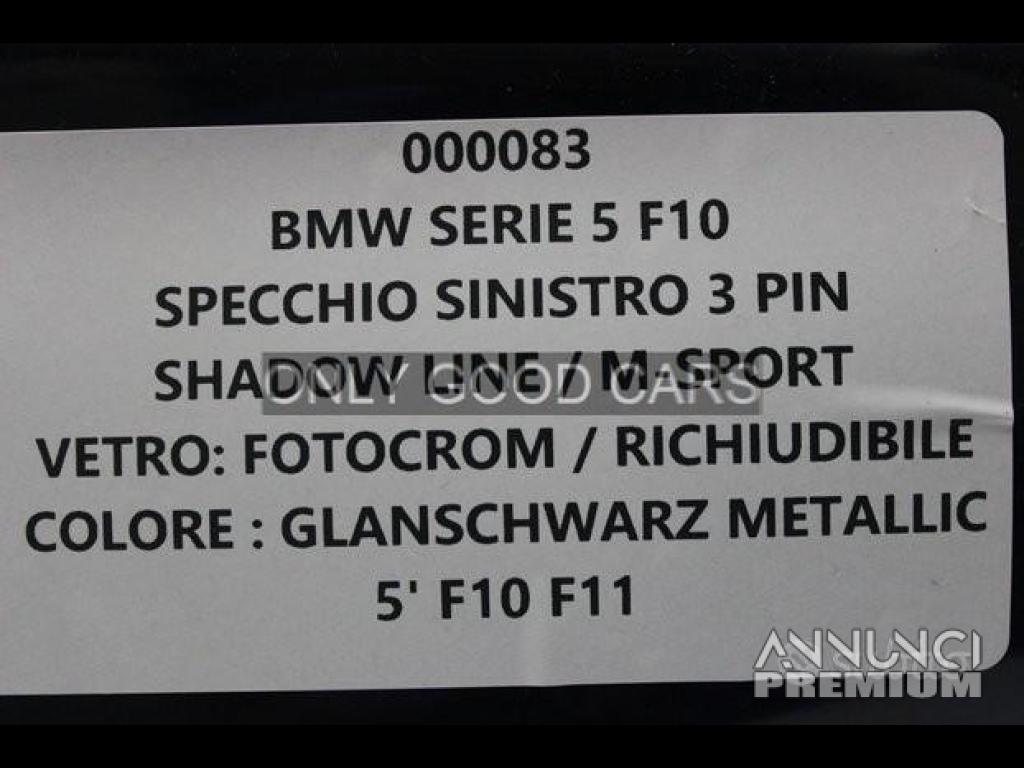 000083
BMW SERIE 5 F10
SPECCHIO SINISTRO 3 PIN
SHADOW LINE / M-SPORT
ONLY GOOD CARS
VETRO: FOTOCROM / RICHIUDIBILE
COLORE : GLANSCHWARZ METALLIC
5' F10 F11
ANNUNCI
PREMIUM